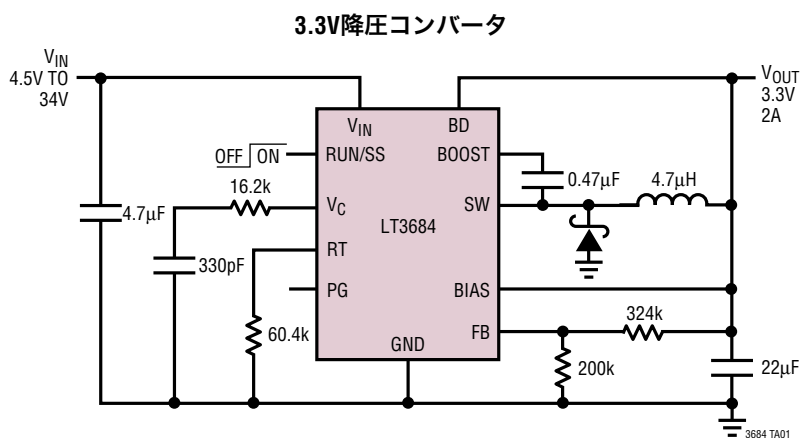 3.3V降圧コンバータ
VIN
4.5V TO
34V
VOUT
3.3V
2A
VIN
BD
OFF ON
RUN/SS
BOOST
0.47µF
4.7µH
16.2k
VC
SW
4.7µF
LT3684
330pF
RT
PG
BIAS
324k
60.4k
GND
FB
200k
22µF
3684 TA01